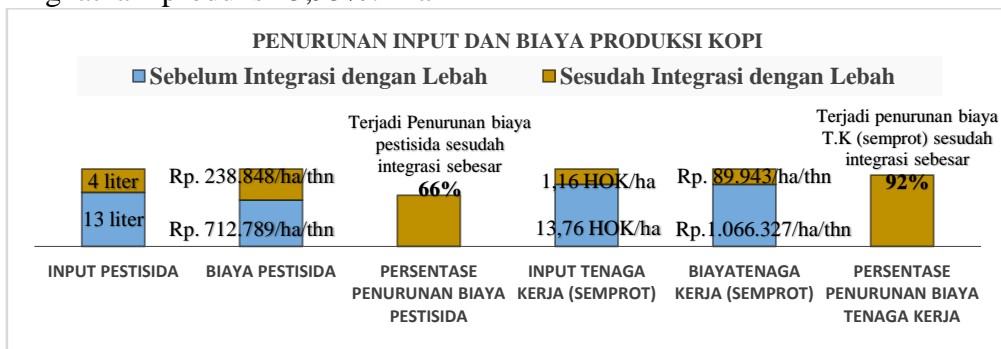 PENURUNAN INPUT DAN BIAYA PRODUKSI KOPI
Sebelum Integrasi dengan Lebah
Sesudah Integrasi dengan Lebah
4 liter
13 liter
Rp. 238.848/ha/thn
Rp. 712.789/ha/thn
Terjadi Penurunan biaya
pestisida sesudah
integrasi sebesar
66%
1,16 HOK/ha
13,76 HOK/ha
Rp. 89.943/ha/thn
Rp.1.066.327/ha/thn
Terjadi penurunan biaya
T.K (semprot) sesudah
integrasi sebesar
92%
INPUT PESTISIDA
BIAYA PESTISIDA
PERSENTASE
PENURUNAN BIAYA
PESTISIDA
INPUT TENAGA
KERJA (SEMPROT)
BIAYATENAGA
KERJA (SEMPROT)
PERSENTASE
PENURUNAN BIAYA
TENAGA KERJA